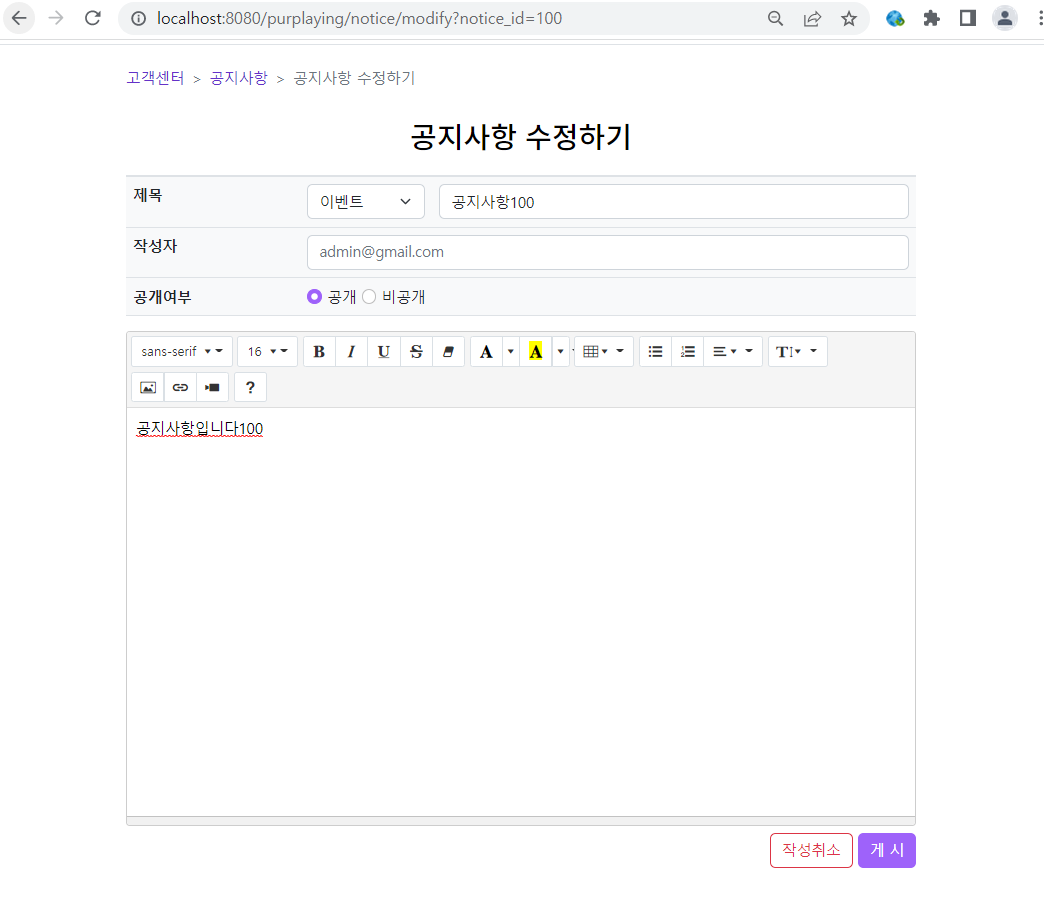 localhost:8080/purplaying/notice/modify?notice_id=100
고객센터 > 공지사항 > 공지사항 수정하기
공지사항 수정하기
제목 이벤트 공지사항100
작성자 admin@gmail.com
공개여부 공개 비공개
sans-serif 16 B I U S A A T
?
공지사항입니다100
작성취소 게 시